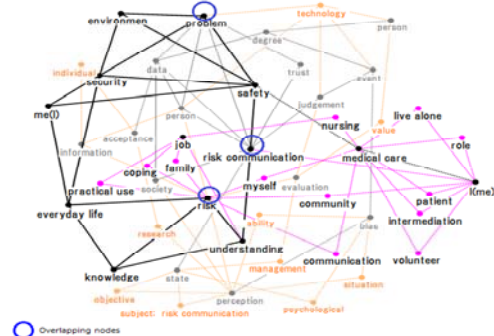 technology
environmen
problem
person
degree
individual
data
trust
event
security
safety
me(I)
judgement
person
live alone
nursing
value
acceptance
job
role
information
risk communication
medical care
coping
family
myself
evaluation
I(me)
practical use
society
patient
everyday life
risk
community
intermediation
ability
research
understanding
communication
volunteer
knowledge
state
management
situation
objective
perception
subject
risk communication
psychological
Overlapping nodes